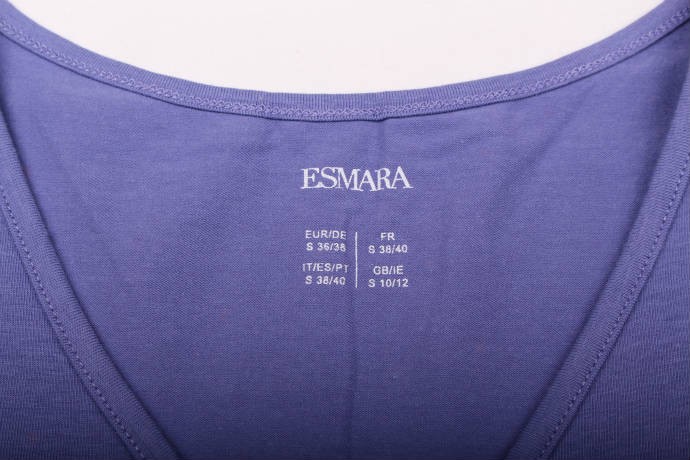 ESMARA
EUR/DE
S 36/38
FR
S 38/40
IT/ES/PT
S 38/40
GB/IE
S 10/12